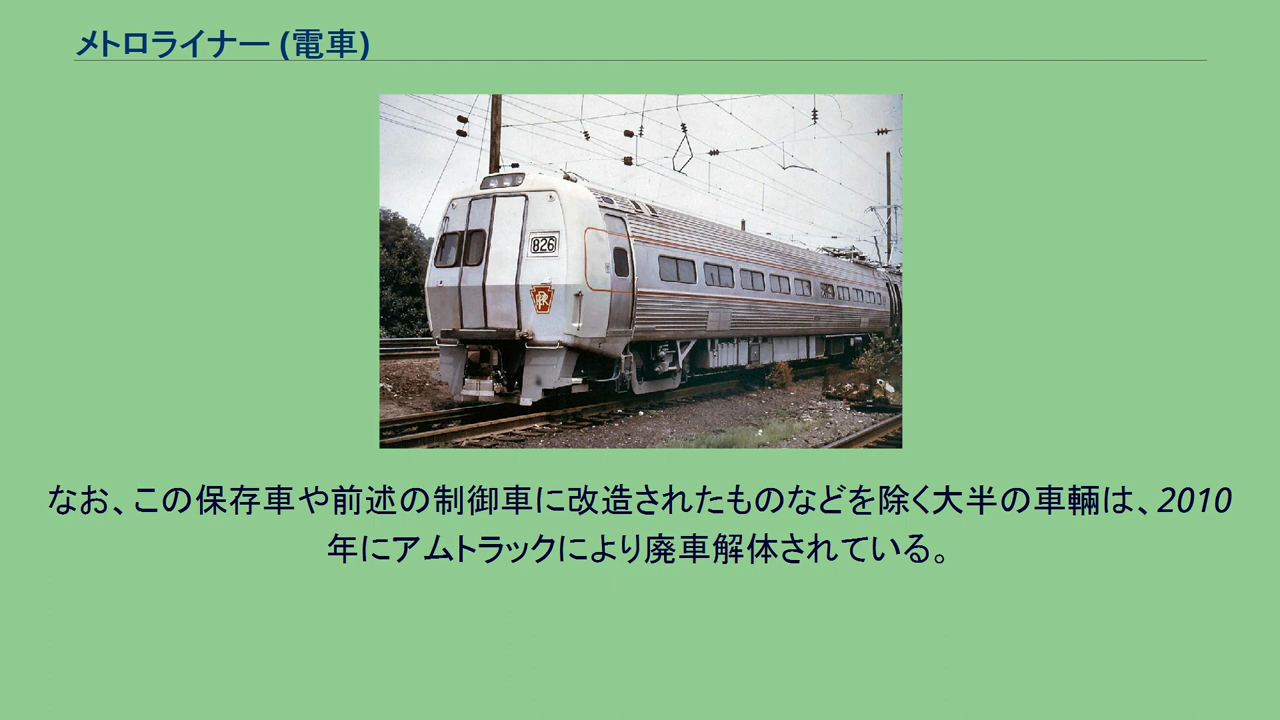 メトロライナー (電車)
826
PRR
なお、この保存車や前述の制御車に改造されたものなどを除く大半の車輛は、2010
年にアムトラックにより廃車解体されている。